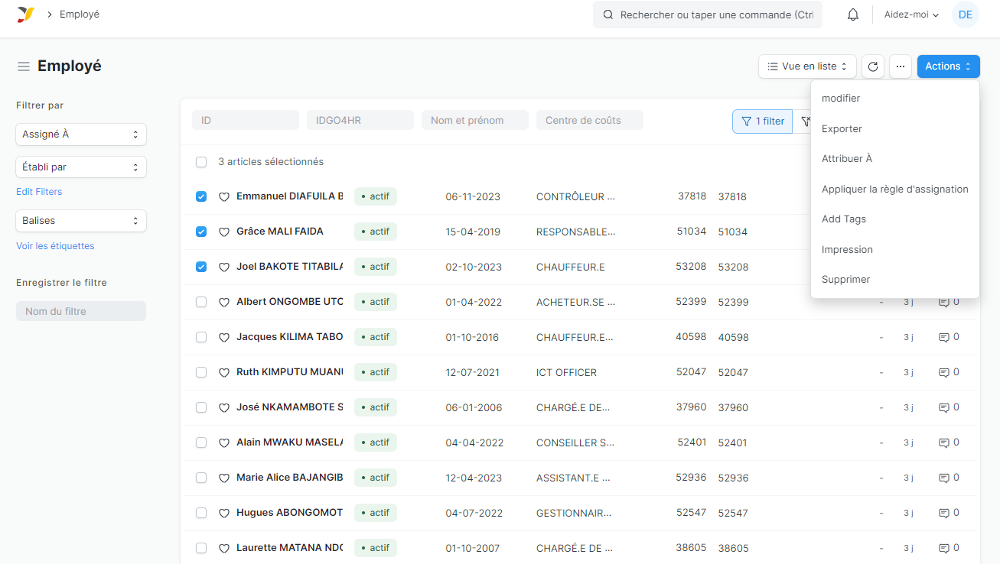 Employé
Rechercher ou taper une commande (Ctrl
Aidez-moi
DE
Employé
Vue en liste
...
Actions
Filtrer par
Assigné À
Établi par
Edit Filters
Balises
Voir les étiquettes
Enregistrer le filtre
Nom du filtre
ID
IDGO4HR
Nom et prénom
Centre de coûts
1 filter
modifier
Exporter
Attribuer À
Appliquer la règle d'assignation
Add Tags
Impression
Supprimer
3 articles sélectionnés
Emmanuel DIAFUILA B actif 06-11-2023 CONTRÔLEUR ... 37818 37818
Grâce MALI FAIDA actif 15-04-2019 RESPONSABLE... 51034 51034
Joel BAKOTE TITABILA actif 02-10-2023 CHAUFFEUR.E 53208 53208
Albert ONGOMBE UTO actif 01-04-2022 ACHETEUR.SE ... 52399 52399 - 3 j 0
Jacques KILIMA TABO actif 01-10-2016 CHAUFFEUR.E... 40598 40598 - 3 j 0
Ruth KIMPUTU MUANU actif 12-07-2021 ICT OFFICER 52047 52047 - 3 j 0
José NKAMAMBOTE S actif 06-01-2006 CHARGÉ.E DE... 37960 37960 - 3 j 0
Alain MWAKU MASELA actif 04-04-2022 CONSEILLER S... 52401 52401 - 3 j 0
Marie Alice BAJANGIB actif 12-04-2023 ASSISTANT.E ... 52936 52936 - 3 j 0
Hugues ABONGOMOT actif 04-07-2022 GESTIONNAIR... 52547 52547 - 3 j 0
Laurette MATANA NDO actif 01-10-2007 CHARGÉ.E DE ... 38605 38605 - 3 j 0